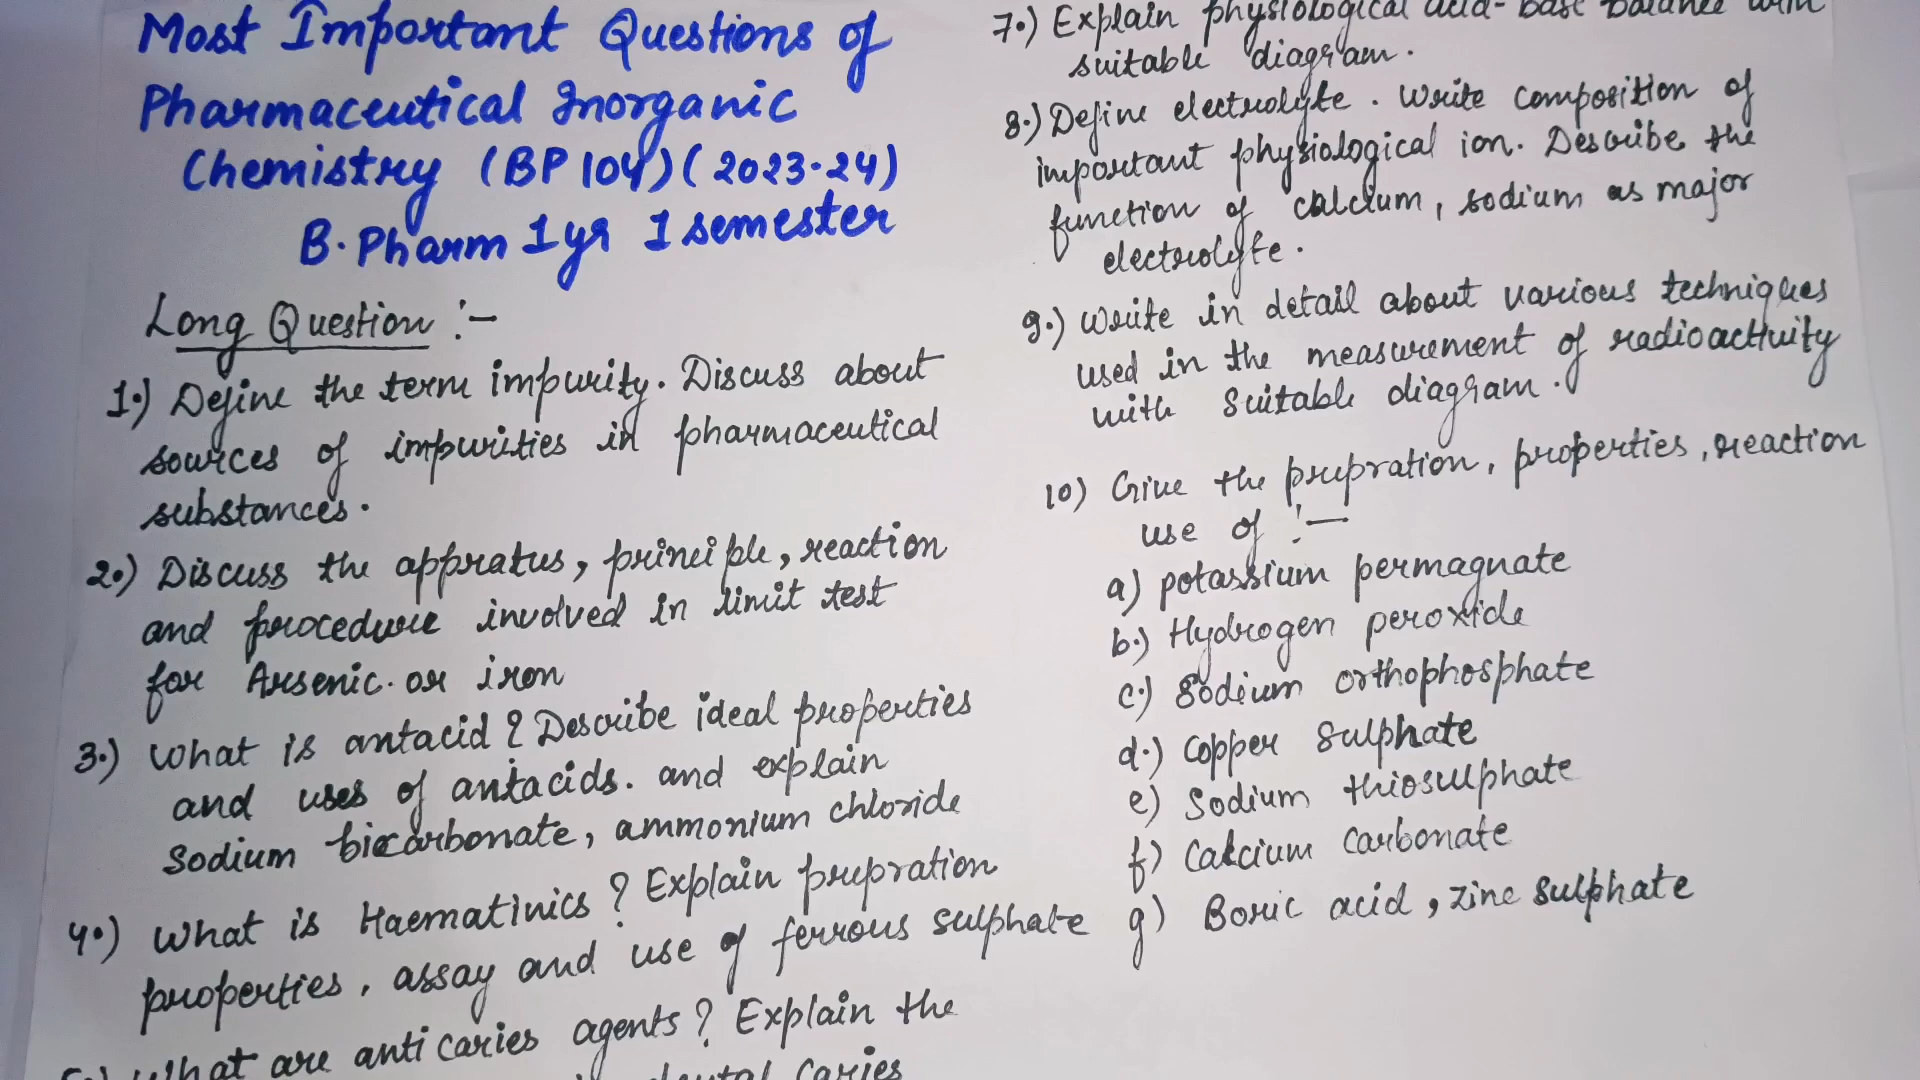 Most Important Questions of
Pharmaceutical Inorganic
Chemistry (BP 104) (2023-24)
B. Pharm 1 yr 1 semester
Long Question :-
1.) Define the term impurity. Discuss about
sources of impurities in pharmaceutical
substances.
2.) Discuss the appratus, principle, reaction
and procedure involved in limit test
for Arsenic. or iron
3.) What is antacid ? Describe ideal properties
and uses of antacids. and explain
Sodium bicarbonate, ammonium chloride
4.) What is Haematinics ? Explain prepration
properties, assay and use of ferrous sulphate
5.) What are anti caries agents ? Explain the
dental caries
7.) Explain physiological acid-base balance with
suitable diagram.
8.) Define electrolyte. Write composition of
important physiological ion. Describe the
function of calcium, sodium as major
electrolyte.
9.) Write in detail about various techniques
used in the measurement of radioactivity
with suitable diagram.
10) Give the prepration, properties, reaction
use of :-
a) potassium permagnate
b.) Hydrogen peroxide
c.) Sodium orthophosphate
d.) Copper Sulphate
e) Sodium thiosulphate
f) Calcium Carbonate
g) Boric acid, Zinc Sulphate